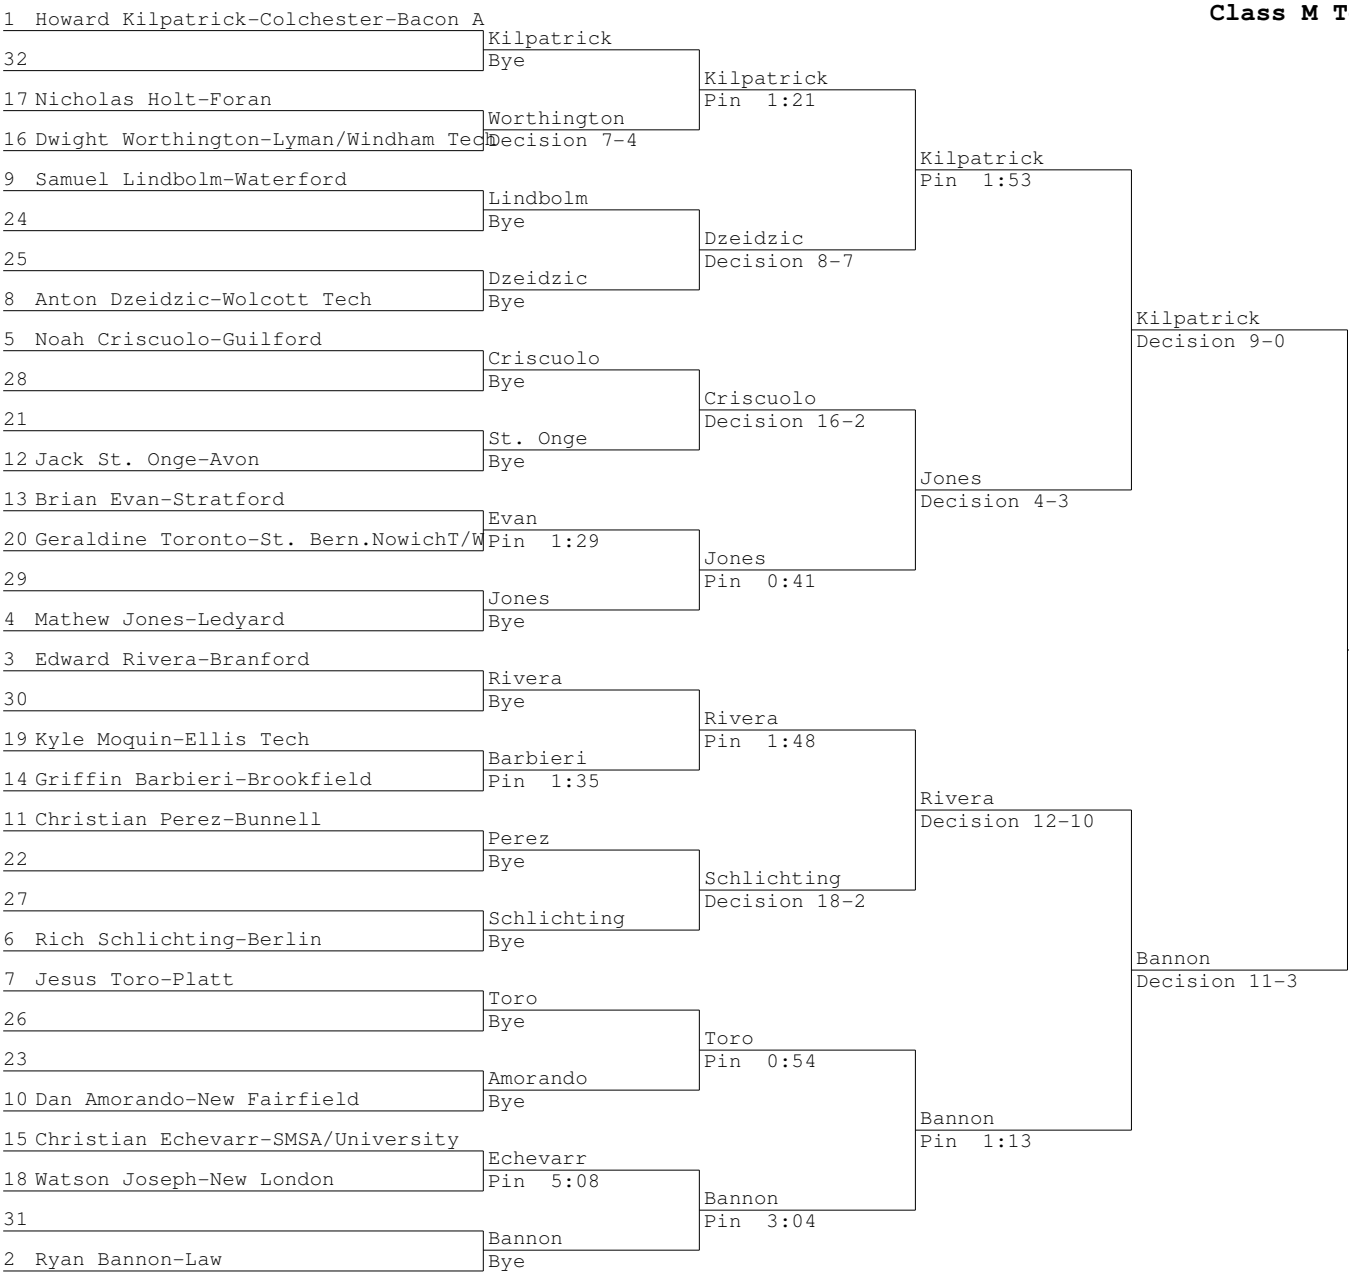 Class M T
1 Howard Kilpatrick-Colchester-Bacon A
32
17 Nicholas Holt-Foran
16 Dwight Worthington-Lyman/Windham Tech
9 Samuel Lindbolm-Waterford
24
25
8 Anton Dzeidzic-Wolcott Tech
5 Noah Criscuolo-Guilford
28
21
12 Jack St. Onge-Avon
13 Brian Evan-Stratford
20 Geraldine Toronto-St. Bern.NowichT/W
29
4 Mathew Jones-Ledyard
3 Edward Rivera-Branford
30
19 Kyle Moquin-Ellis Tech
14 Griffin Barbieri-Brookfield
11 Christian Perez-Bunnell
22
27
6 Rich Schlichting-Berlin
7 Jesus Toro-Platt
26
23
10 Dan Amorando-New Fairfield
15 Christian Echevarr-SMSA/University
18 Watson Joseph-New London
31
2 Ryan Bannon-Law
Kilpatrick
Bye
Worthington
Decision 7-4
Lindbolm
Bye
Dzeidzic
Bye
Criscuolo
Bye
St. Onge
Bye
Evan
Pin 1:29
Jones
Bye
Rivera
Bye
Barbieri
Pin 1:35
Perez
Bye
Schlichting
Bye
Toro
Bye
Amorando
Bye
Echevarr
Pin 5:08
Bannon
Bye
Kilpatrick
Pin 1:21
Dzeidzic
Decision 8-7
Criscuolo
Decision 16-2
Jones
Pin 0:41
Rivera
Pin 1:48
Schlichting
Decision 18-2
Toro
Pin 0:54
Bannon
Pin 3:04
Kilpatrick
Pin 1:53
Jones
Decision 4-3
Rivera
Decision 12-10
Bannon
Pin 1:13
Kilpatrick
Decision 9-0
Bannon
Decision 11-3